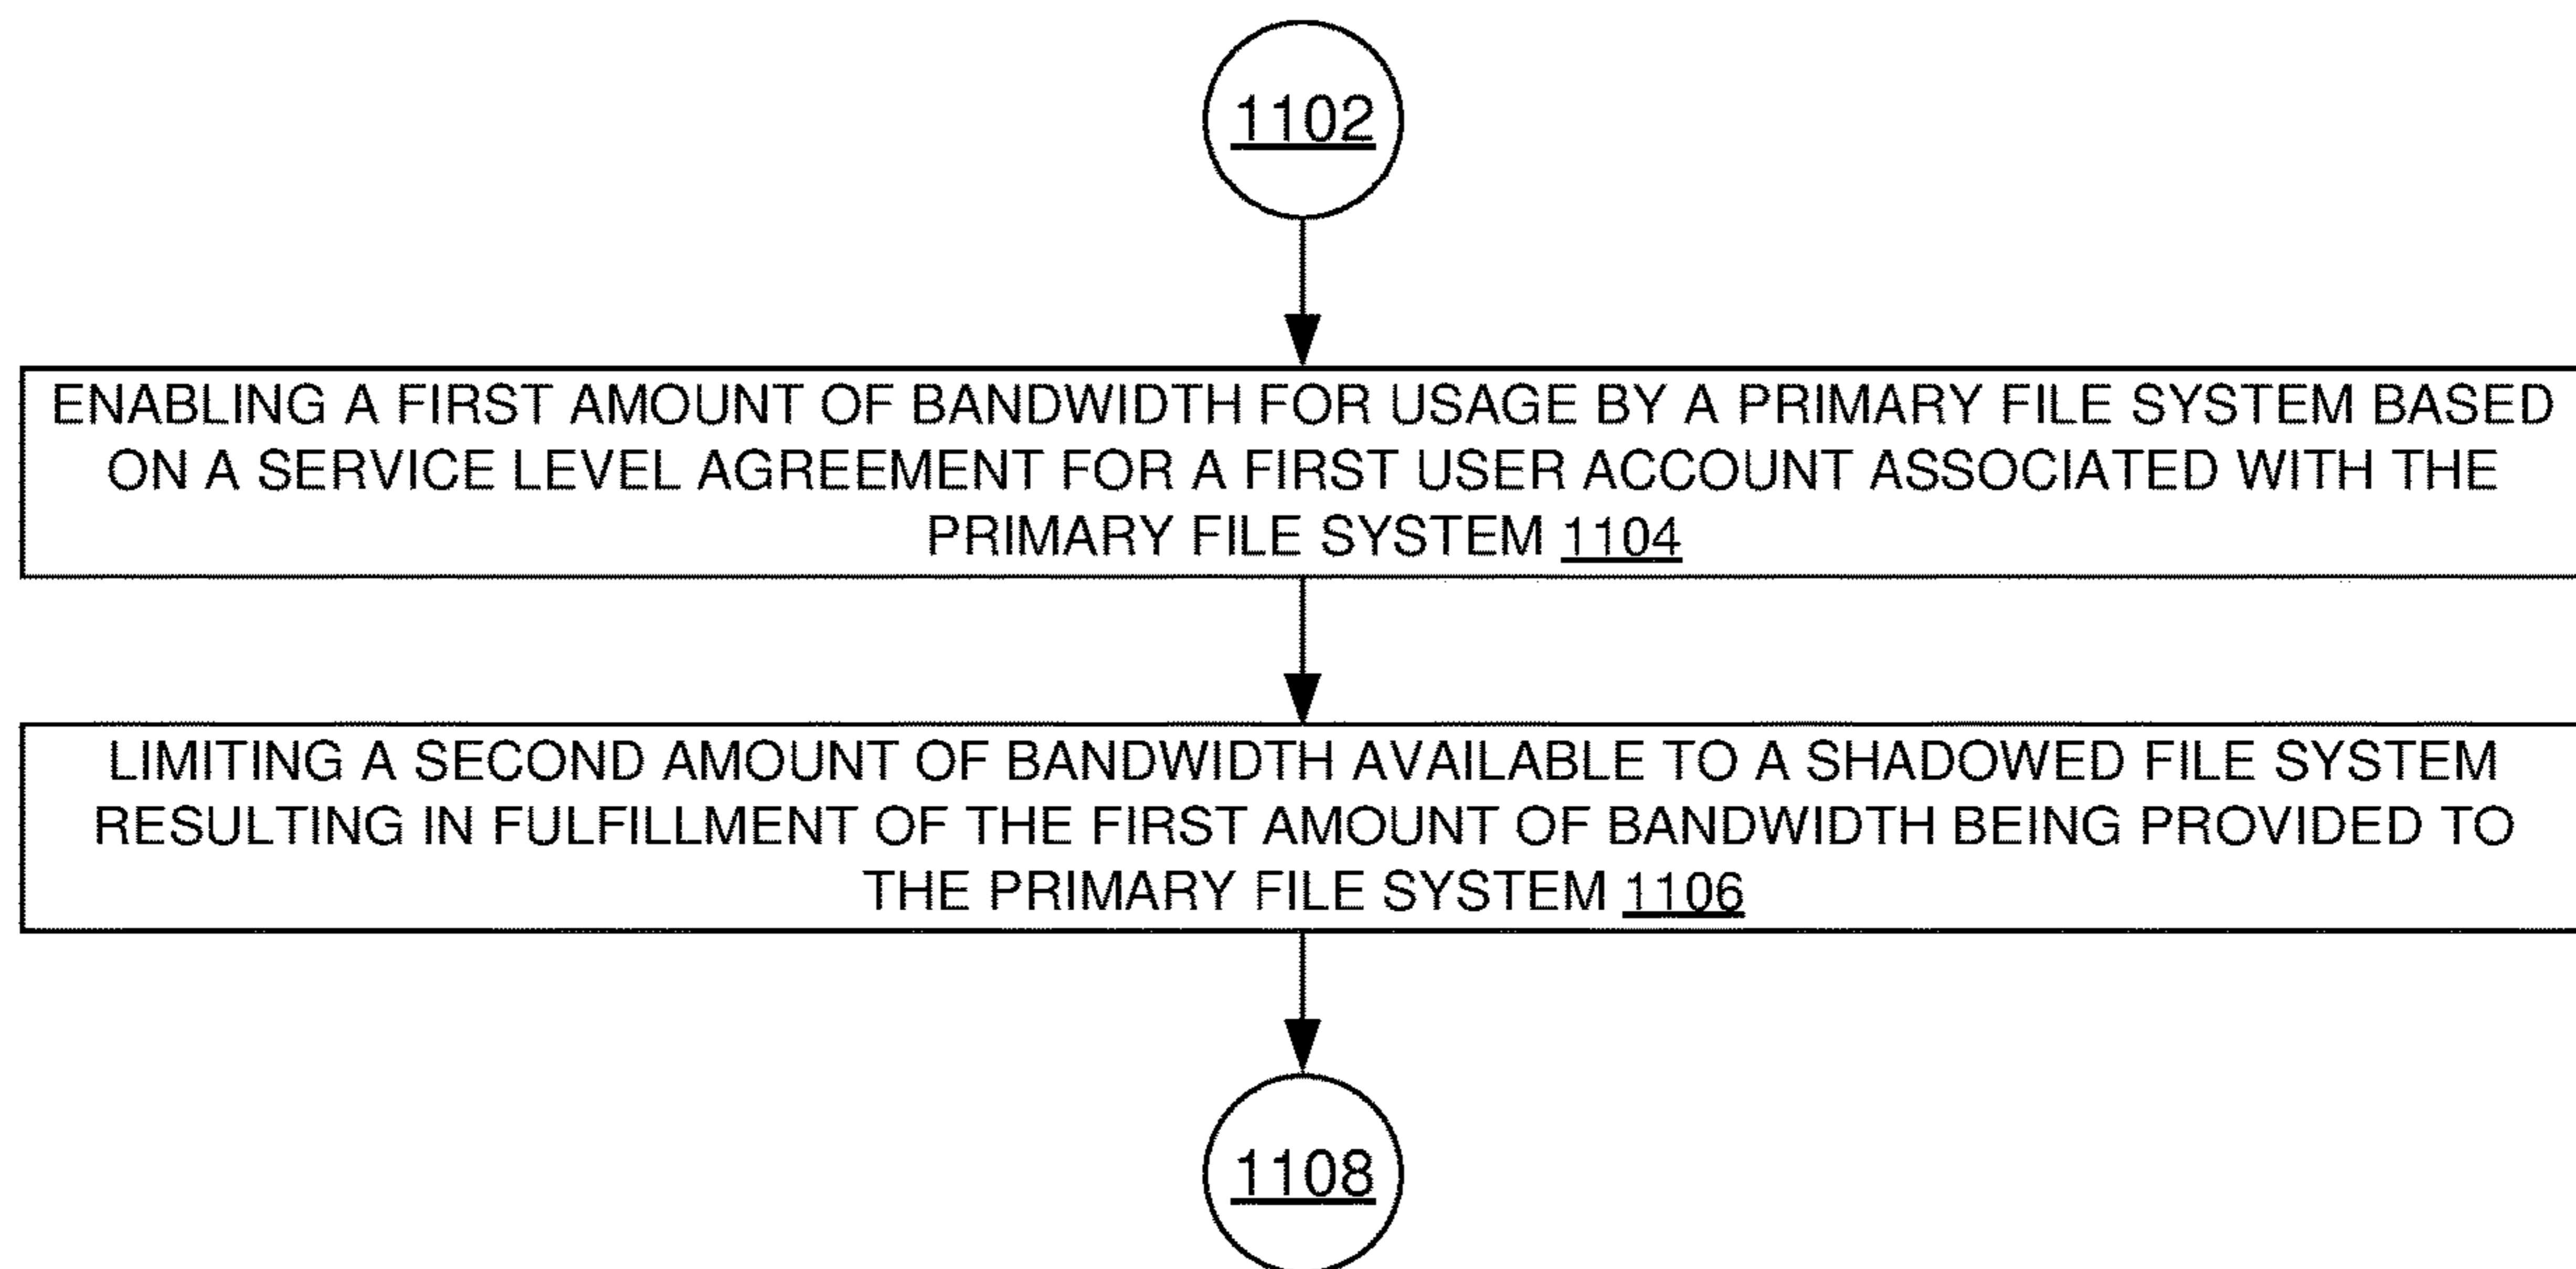 1102
ENABLING A FIRST AMOUNT OF BANDWIDTH FOR USAGE BY A PRIMARY FILE SYSTEM BASED
ON A SERVICE LEVEL AGREEMENT FOR A FIRST USER ACCOUNT ASSOCIATED WITH THE
PRIMARY FILE SYSTEM 1104
LIMITING A SECOND AMOUNT OF BANDWIDTH AVAILABLE TO A SHADOWED FILE SYSTEM
RESULTING IN FULFILLMENT OF THE FIRST AMOUNT OF BANDWIDTH BEING PROVIDED TO
THE PRIMARY FILE SYSTEM 1106
1108